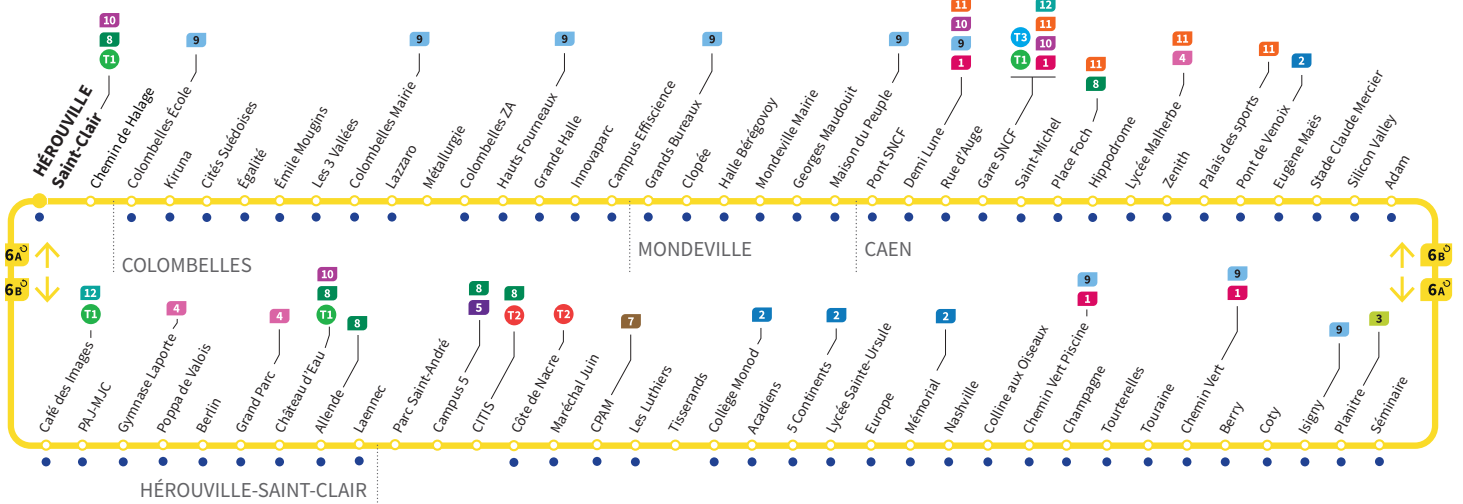 10
8
T1
HÉROUVILLE
Saint-Clair
Chemin de Halage
9
Colombelles École
Kiruna
Cités Suédoises
Égalité
Émile Mougins
Les 3 Vallées
9
Colombelles Mairie
Lazzaro
Métallurgie
Colombelles ZA
9
Hauts Fourneaux
Grande Halle
Innovaparc
Campus Effiscience
9
Grands Bureaux
Clopée
Halle Bérégovoy
Mondeville Mairie
Georges Maudouit
9
Maison du Peuple
Pont SNCF
11
10
9
1
Demi Lune
Rue d'Auge
12
11
10
1
T3
T1
Gare SNCF
Saint-Michel
11
8
Place Foch
Hippodrome
Lycée Malherbe
11
4
Zenith
11
Palais des sports
2
Pont de Venoix
Eugène Maës
Stade Claude Mercier
Silicon Valley
Adam
6A
6B
COLOMBELLES
MONDEVILLE
CAEN
6B
6A
12
T1
Café des Images
PAJ-MJC
4
Gymnase Laporte
Poppa de Valois
Berlin
4
Grand Parc
10
8
T1
Château d'Eau
8
Allende
Laennec
Parc Saint-André
8
5
Campus 5
8
T2
CITIS
Côte de Nacre
T2
Maréchal Juin
7
CPAM
Les Luthiers
Tisserands
2
Collège Monod
Acadiens
2
5 Continents
Lycée Sainte-Ursule
Europe
2
Mémorial
Nashville
Colline aux Oiseaux
9
1
Chemin Vert Piscine
Champagne
Tourterelles
Touraine
9
1
Chemin Vert
Berry
Coty
9
Isigny
3
Planitre
Séminaire
HÉROUVILLE-SAINT-CLAIR